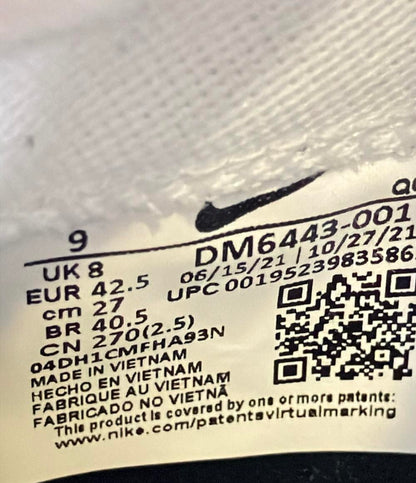 9
DM6443-001
UK 8
06/15/21 | 10/27/21
EUR 42.5
UPC 0019523983586
cm 27
BR 40.5
CN 270(2.5)
04DH1CMFHA93N
MADE IN VIETNAM
HECHO EN VIETNAM
FABRIQUE AU VIETNAM
FABRICADO NO VIETNÃ
This product is covered by one or more patents:
www.nike.com/patentsvirtualmarking